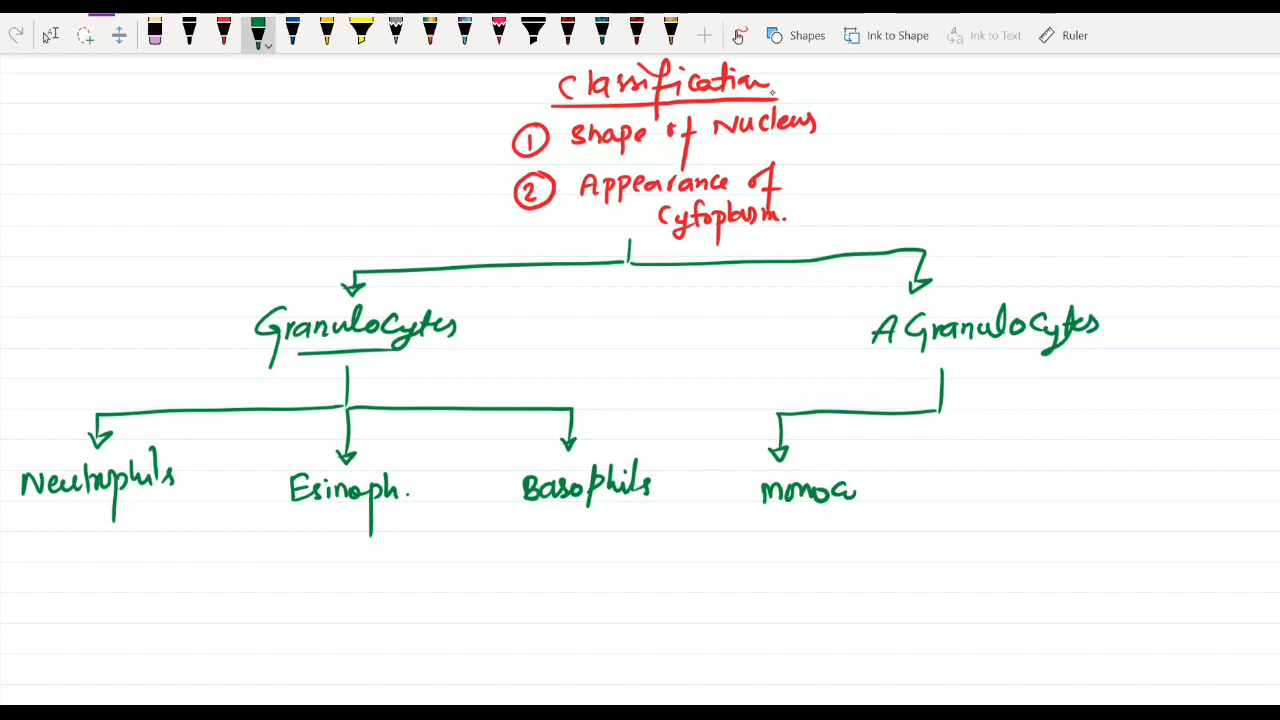 Shapes Ink to Shape Ink to Text Ruler
Classification
1 Shape of Nucleus
2 Appearance of
Cytoplasm.
Granulocytes AGranulocytes
Neutrophils Esinoph. Basophils monoc